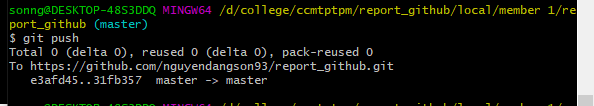 sonng@DESKTOP-48S3DDQ MINGW64 /d/college/ccmtptpm/report_github/local/member 1/re
port_github (master)
$ git push
Total 0 (delta 0), reused 0 (delta 0), pack-reused 0
To https://github.com/nguyendangson93/report_github.git
   e3afd45..31fb357  master -> master